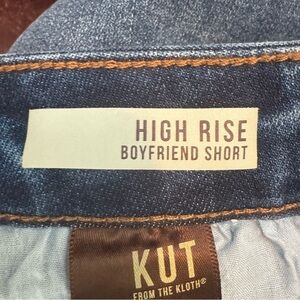 HIGH RISE
BOYFRIEND SHORT
KUT
FROM THE KLOTH®